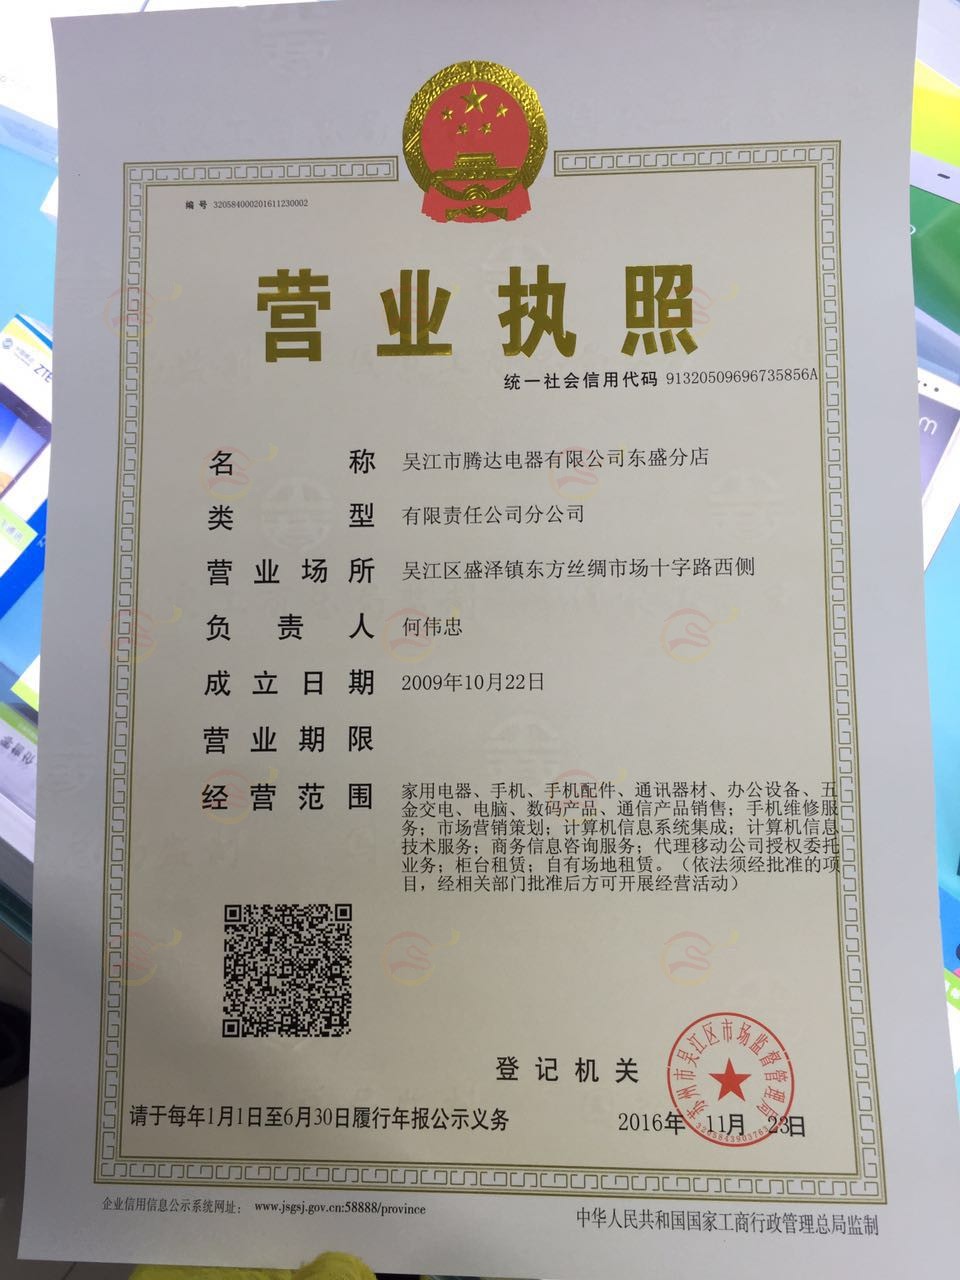 编号 320584000201611230002
营业执照
统一社会信用代码 91320509696735856A
名称 吴江市腾达电器有限公司东盛分店
类型 有限责任公司分公司
营业场所 吴江区盛泽镇东方丝绸市场十字路西侧
负责人 何伟忠
成立日期 2009年10月22日
营业期限
经营范围 家用电器、手机、手机配件、通讯器材、办公设备、五
金交电、电脑、数码产品、通信产品销售；手机维修服
务；市场营销策划；计算机信息系统集成；计算机信息
技术服务；商务信息咨询服务；代理移动公司授权委托
业务；柜台租赁；自有场地租赁。（依法须经批准的项
目，经相关部门批准后方可开展经营活动）
登记机关
苏州市吴江区市场监督管理局
请于每年1月1日至6月30日履行年报公示义务
2016年 11月 23日
企业信用信息公示系统网址： www.jsgsj.gov.cn:58888/province
中华人民共和国国家工商行政管理总局监制
ZTE